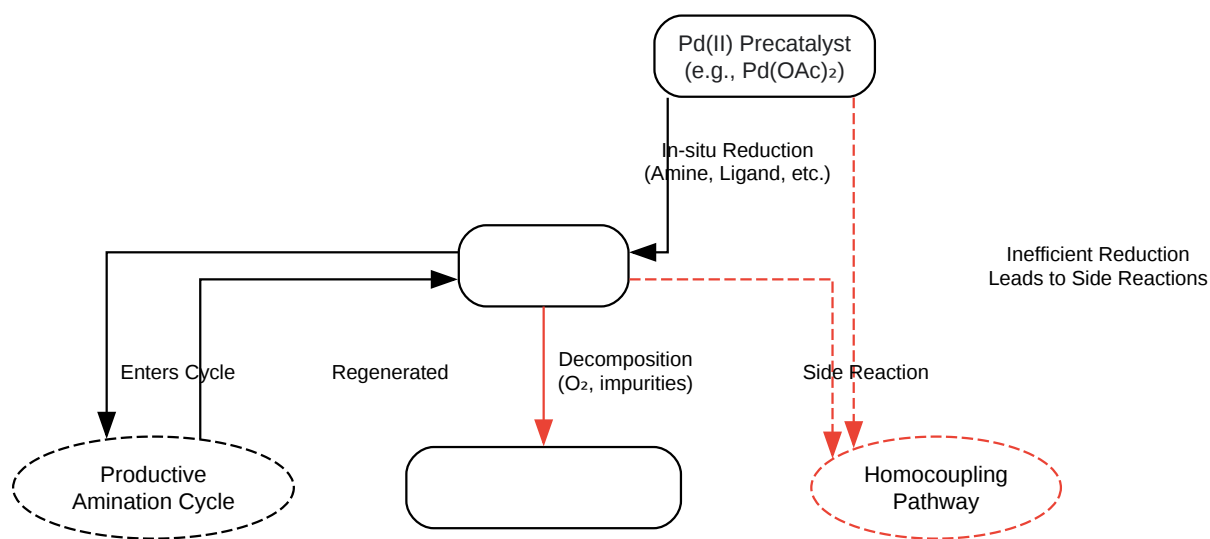 Pd(II) Precatalyst
(e.g., Pd(OAc)₂)
In-situ Reduction
(Amine, Ligand, etc.)
Inefficient Reduction
Leads to Side Reactions
Enters Cycle
Regenerated
Decomposition
(O₂, impurities)
Side Reaction
Productive
Amination Cycle
Homocoupling
Pathway